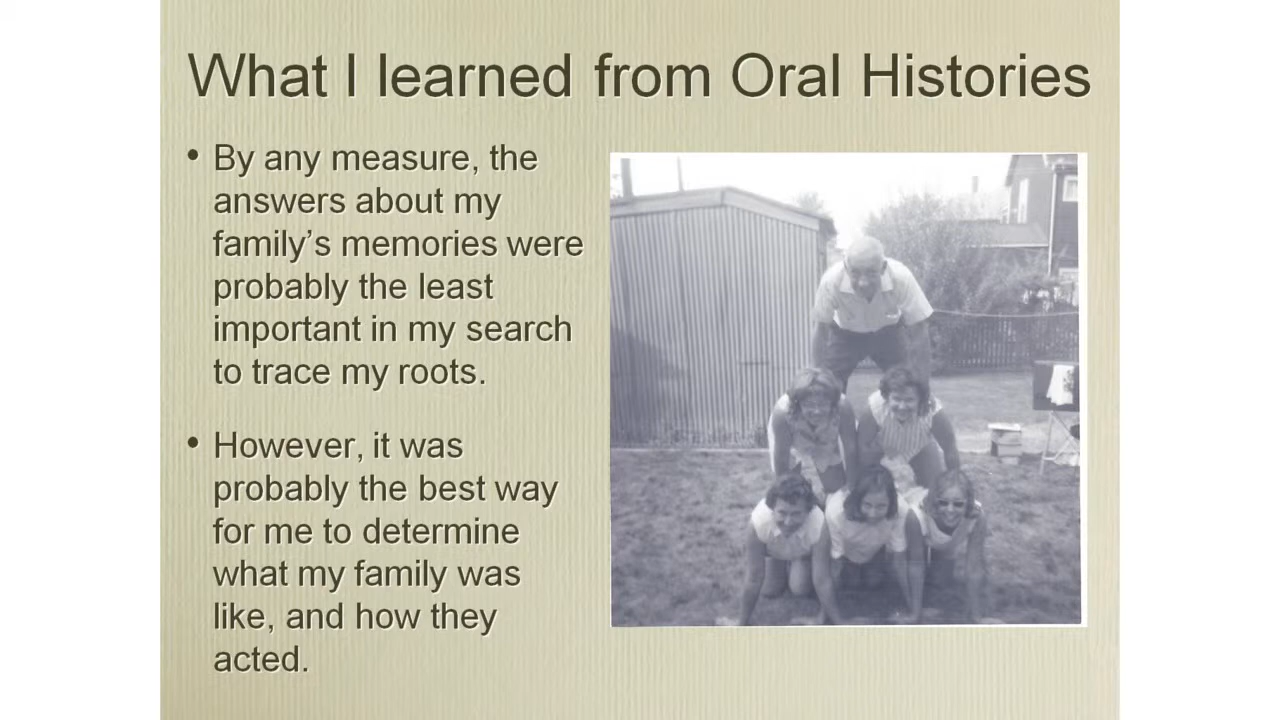 What I learned from Oral Histories
• By any measure, the
answers about my
family’s memories were
probably the least
important in my search
to trace my roots.
• However, it was
probably the best way
for me to determine
what my family was
like, and how they
acted.